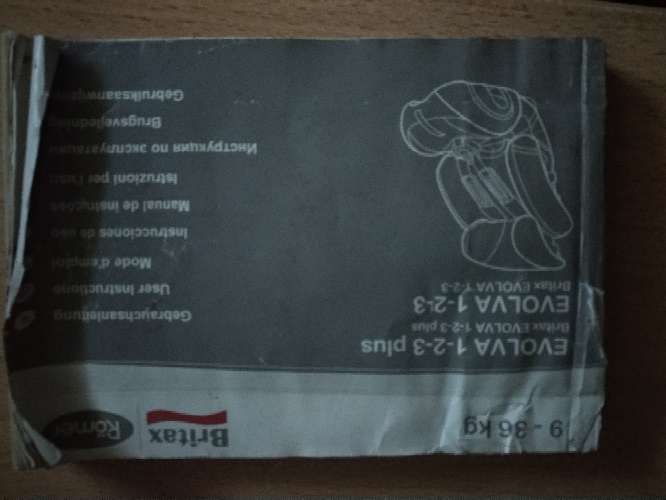 9 - 36 kg
Britax
Römer
EVOLVA 1-2-3 plus
Britax EVOLVA 1-2-3 plus
EVOLVA 1-2-3
Britax EVOLVA 1-2-3
Gebrauchsanleitung
User instructions
Mode d'emploi
Instrucciones de uso
Manual de instruções
Istruzioni per l'uso
Инструкция по эксплуатации
Brugsvejledning
Gebruiksaanwijzing